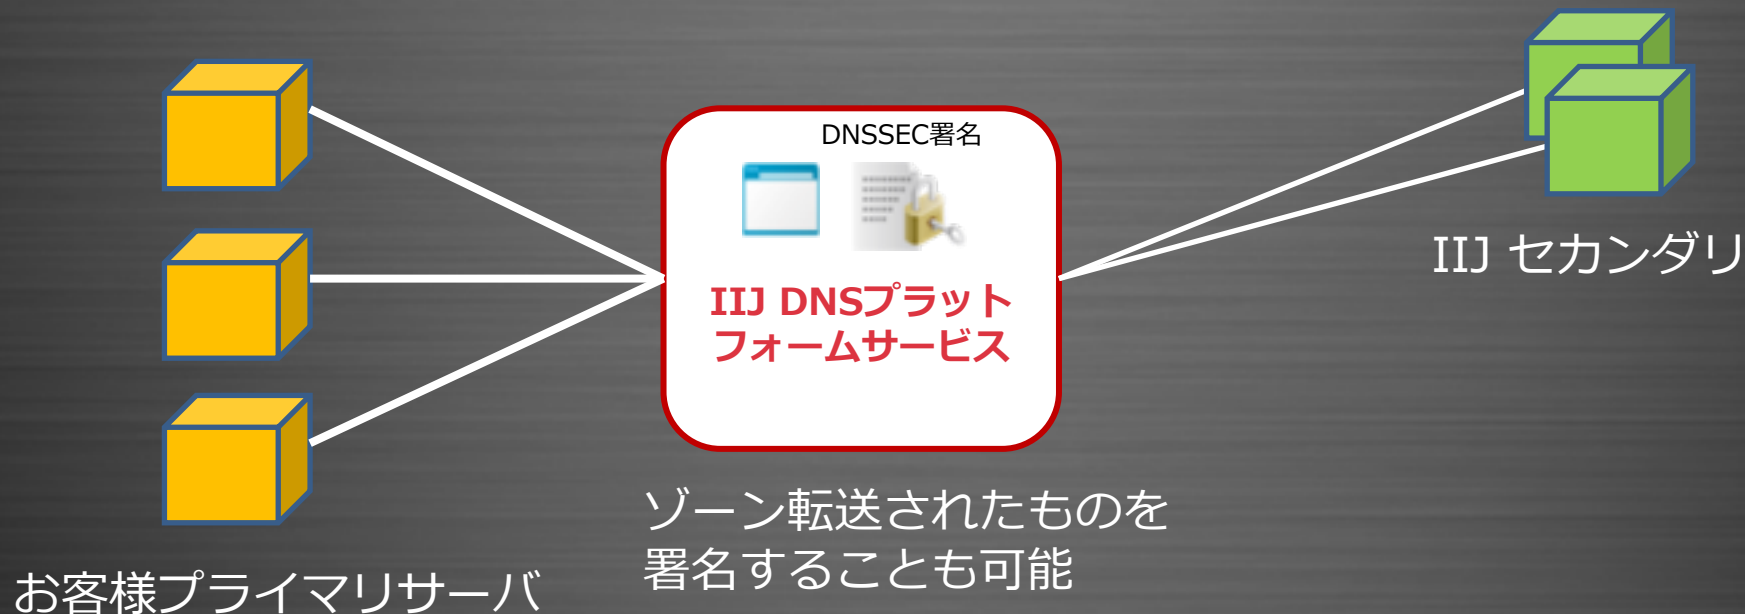 DNSSEC署名
IIJ DNSプラット
フォームサービス
IIJ セカンダリ
ゾーン転送されたものを
署名することも可能
お客様プライマリサーバ